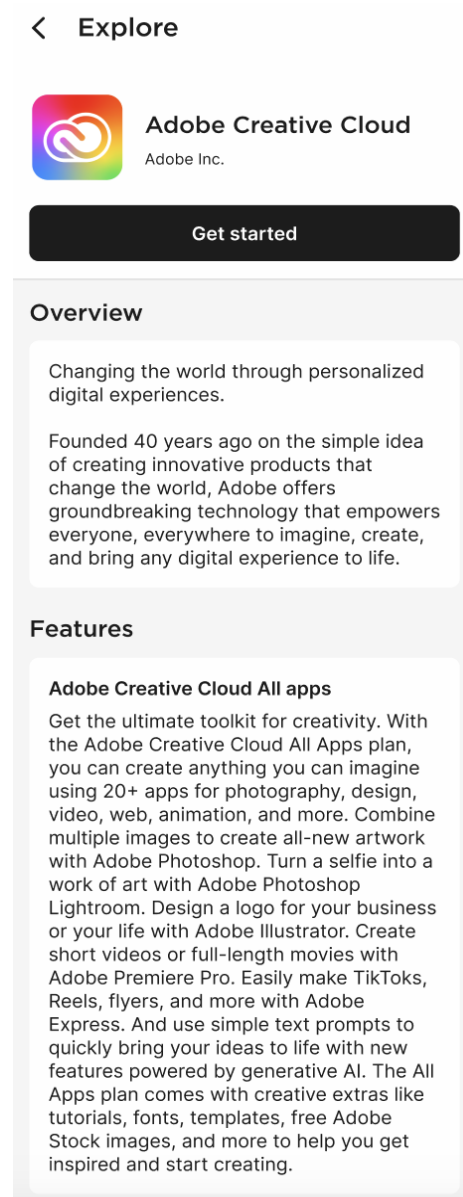 Explore
Adobe Creative Cloud
Adobe Inc.
Get started
Overview
Changing the world through personalized
digital experiences.
Founded 40 years ago on the simple idea
of creating innovative products that
change the world, Adobe offers
groundbreaking technology that empowers
everyone, everywhere to imagine, create,
and bring any digital experience to life.
Features
Adobe Creative Cloud All apps
Get the ultimate toolkit for creativity. With
the Adobe Creative Cloud All Apps plan,
you can create anything you can imagine
using 20+ apps for photography, design,
video, web, animation, and more. Combine
multiple images to create all-new artwork
with Adobe Photoshop. Turn a selfie into a
work of art with Adobe Photoshop
Lightroom. Design a logo for your business
or your life with Adobe Illustrator. Create
short videos or full-length movies with
Adobe Premiere Pro. Easily make TikToks,
Reels, flyers, and more with Adobe
Express. And use simple text prompts to
quickly bring your ideas to life with new
features powered by generative AI. The All
Apps plan comes with creative extras like
tutorials, fonts, templates, free Adobe
Stock images, and more to help you get
inspired and start creating.